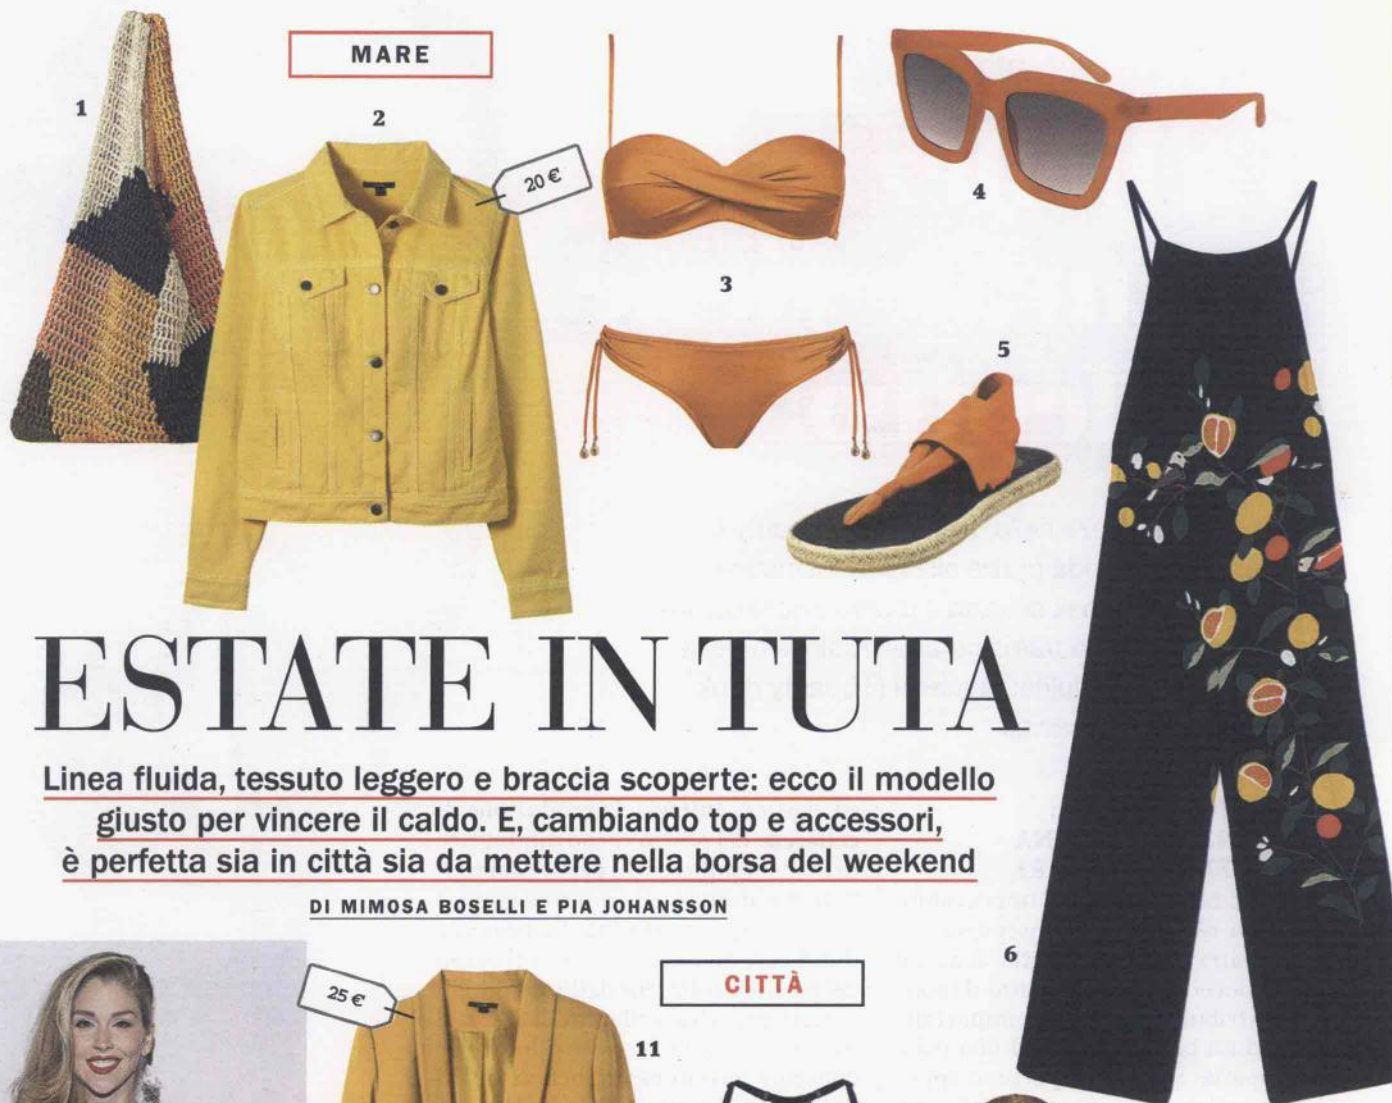 MARE
1
2
20 €
3
4
5
ESTATE IN TUTA
Linea fluida, tessuto leggero e braccia scoperte: ecco il modello
giusto per vincere il caldo. E, cambiando top e accessori,
è perfetta sia in città sia da mettere nella borsa del weekend
DI MIMOSA BOSELLI E PIA JOHANSSON
6
25 €
CITTÀ
11